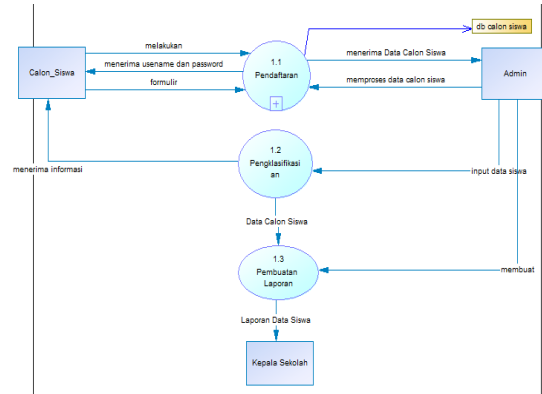 db calon siswa
melakukan
menerima Data Calon Siswa
menerima usename dan password
1.1
Pendaftaran
Calon_Siswa
Admin
memproses data calon siswa
formulir
1.2
Pengklasifikasi
an
menerima informasi
input data siswa
Data Calon Siswa
1.3
Pembuatan
Laporan
membuat
Laporan Data Siswa
Kepala Sekolah